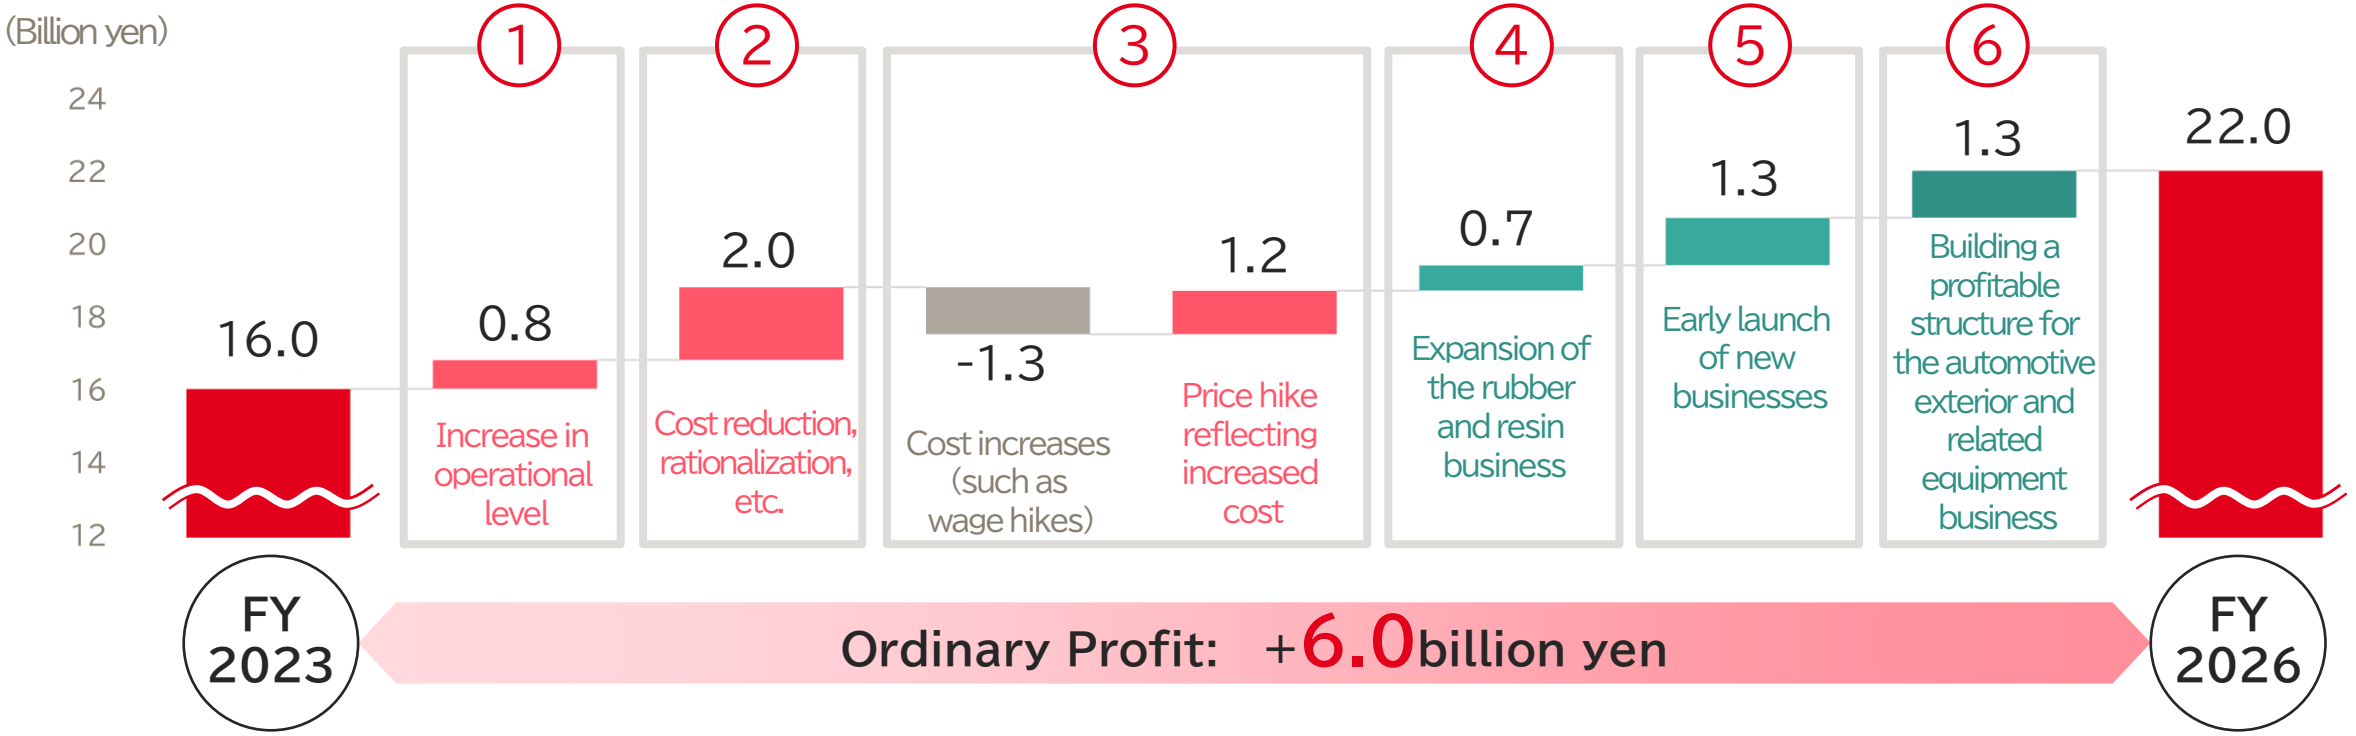 (Billion yen)
24
22
20
18
16
14
12
1
2
3
4
5
6
16.0
0.8
Increase in
operational
level
2.0
Cost reduction,
rationalization,
etc.
-1.3
Cost increases
(such as
wage hikes)
1.2
Price hike
reflecting
increased
cost
0.7
Expansion of
the rubber
and resin
business
1.3
Early launch
of new
businesses
1.3
Building a
profitable
structure for
the automotive
exterior and
related
equipment
business
22.0
FY
2023
Ordinary Profit: +6.0billion yen
FY
2026